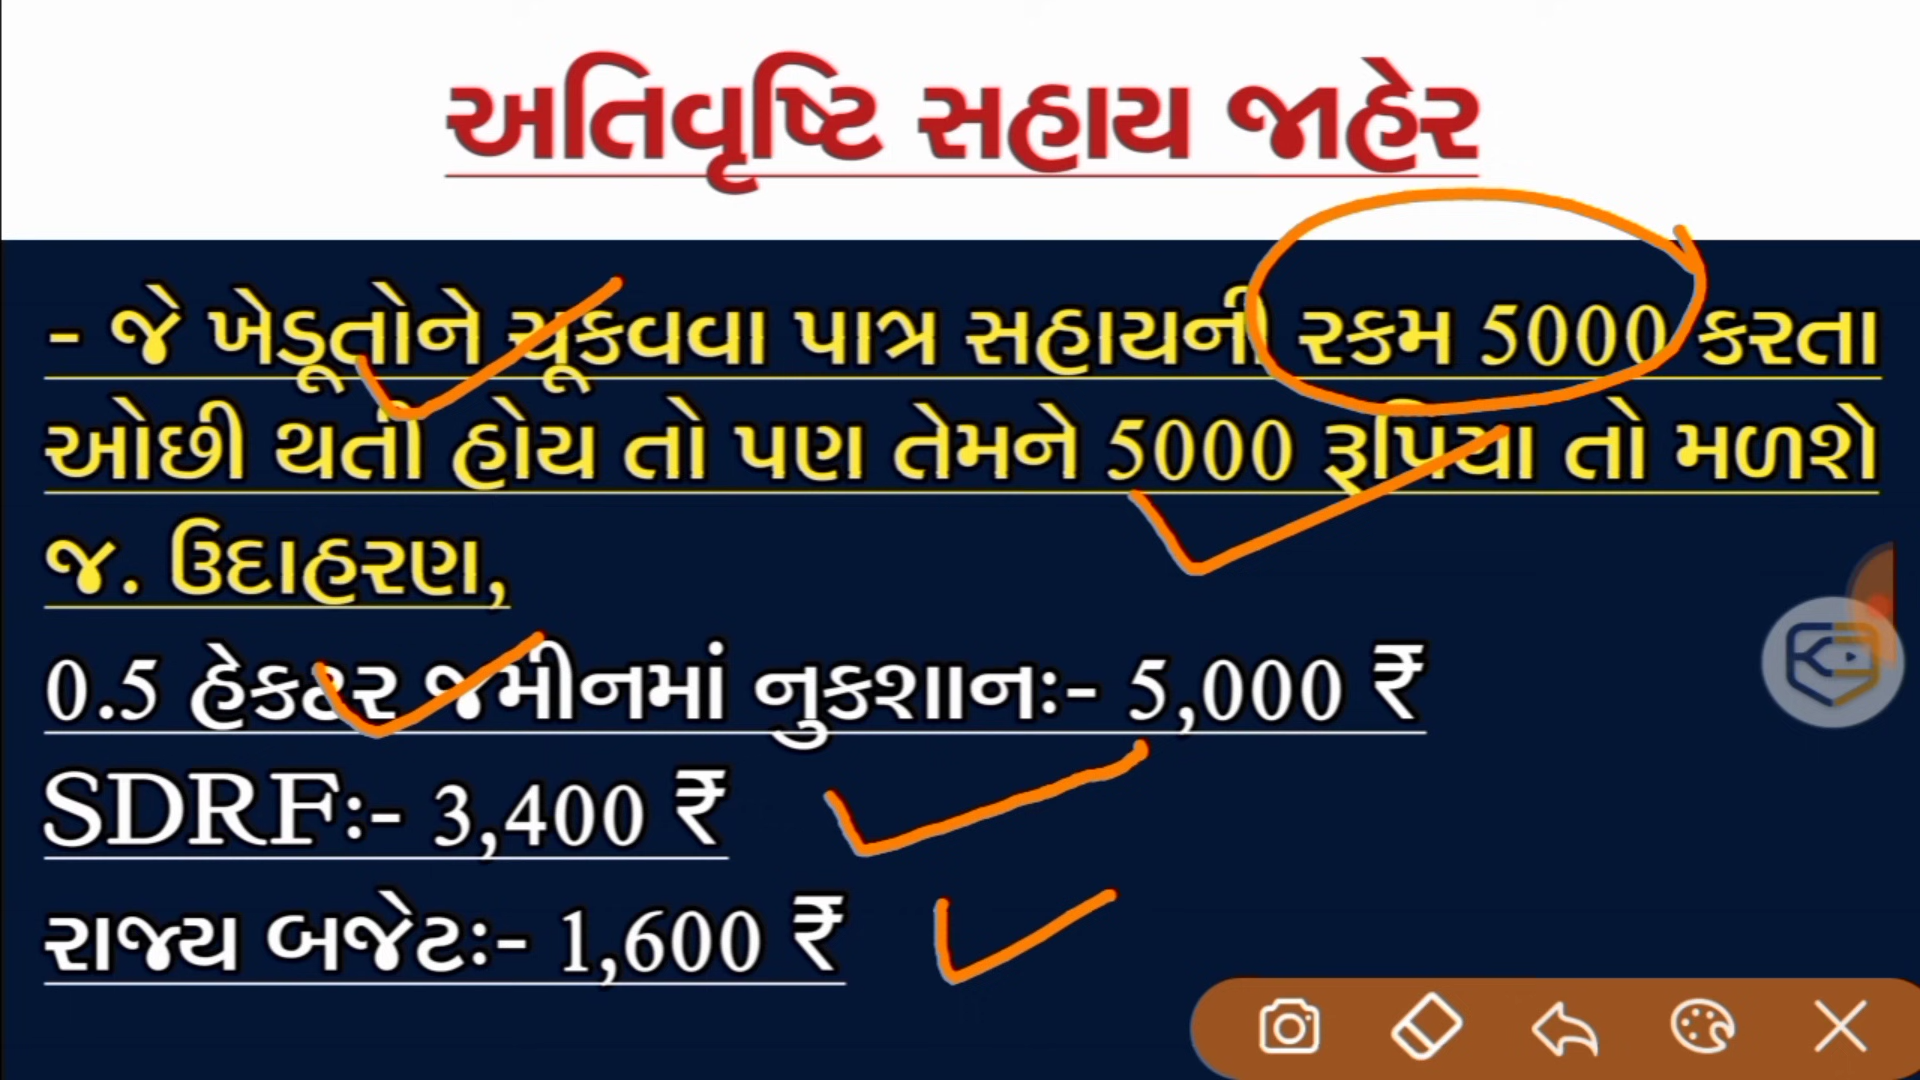 અતિવૃષ્ટિ સહાય જાહેર
- જે ખેડૂતોને ચૂકવવા પાત્ર સહાયની રકમ 5000 કરતા
ઓછી થતી હોય તો પણ તેમને 5000 રૂપિયા તો મળશે
જ. ઉદાહરણ,
0.5 હેક્ટર જમીનમાં નુકશાનઃ- 5,000 ₹
SDRF:- 3,400 ₹
રાજ્ય બજેટઃ- 1,600 ₹